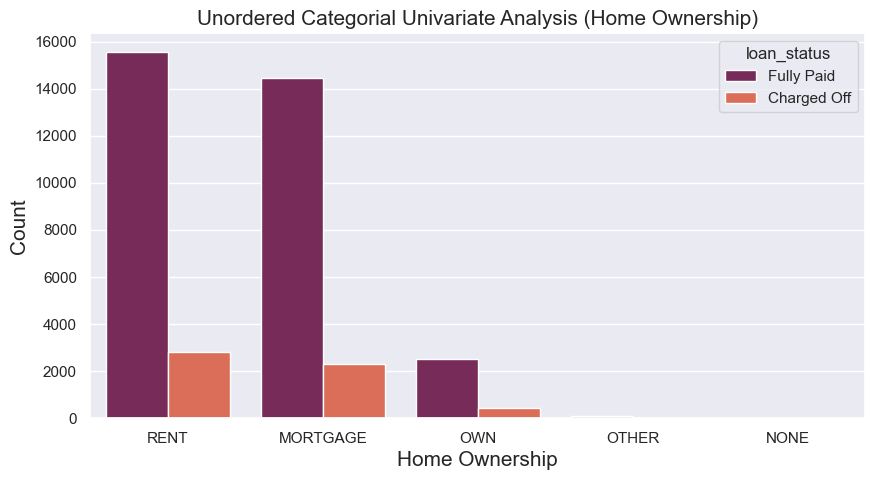 Unordered Categorial Univariate Analysis (Home Ownership)
loan_status
Fully Paid
Charged Off
Count
16000
14000
12000
10000
8000
6000
4000
2000
0
RENT MORTGAGE OWN OTHER NONE
Home Ownership